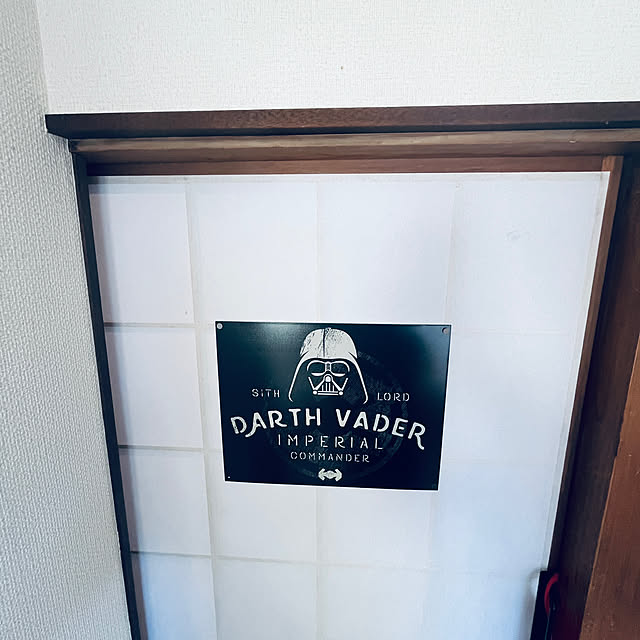 SITH LORD
DARTH VADER
IMPERIAL
COMMANDER